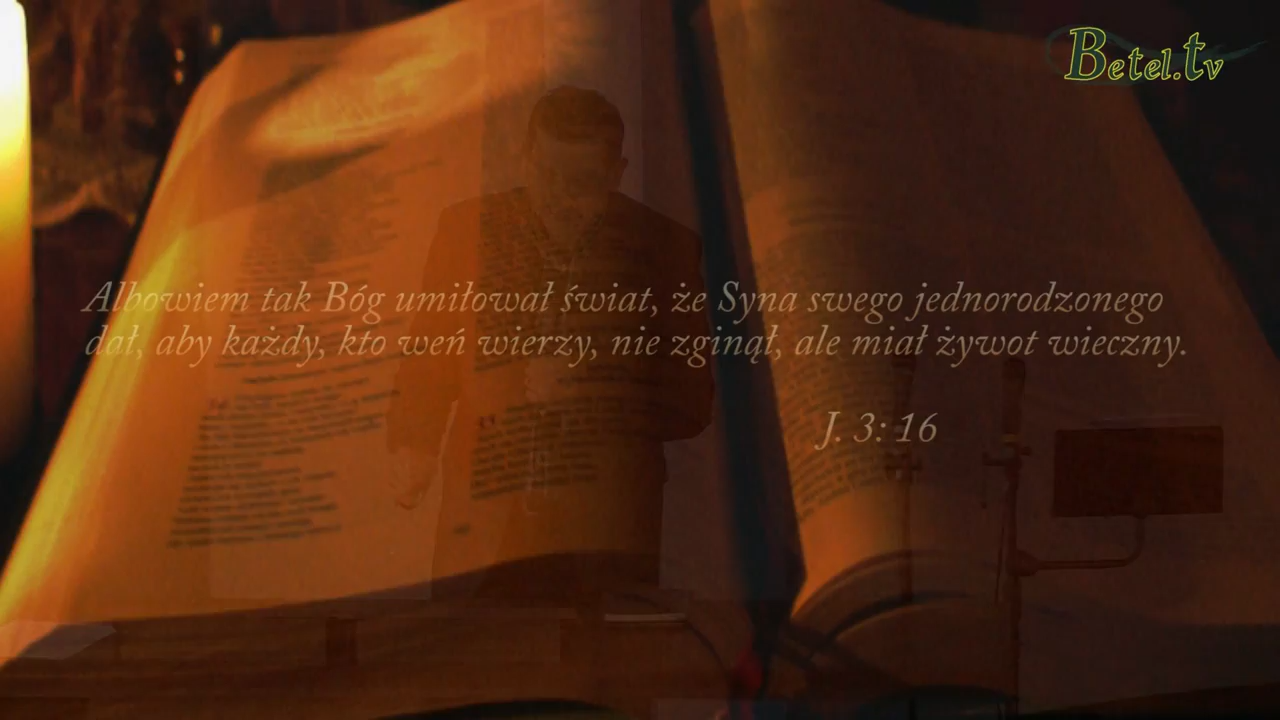 Betel.tv
Albowiem tak Bóg umiłował świat, że Syna swego jednorodzonego
dał, aby każdy, kto weń wierzy, nie zginął, ale miał żywot wieczny.
J. 3: 16